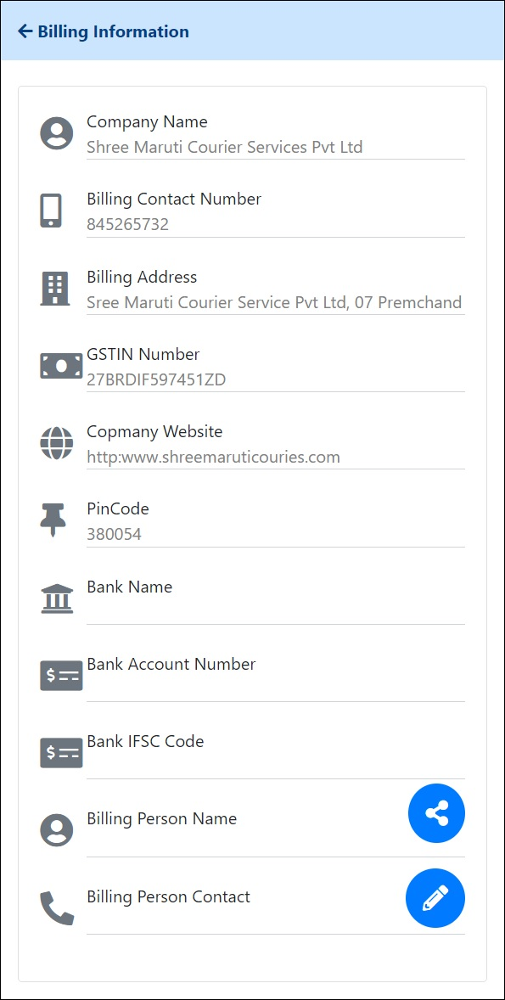 Billing Information
Company Name
Shree Maruti Courier Services Pvt Ltd
Billing Contact Number
845265732
Billing Address
Sree Maruti Courier Service Pvt Ltd, 07 Premchand
GSTIN Number
27BRDIF597451ZD
Copmany Website
http:www.shreemaruticouries.com
PinCode
380054
Bank Name
Bank Account Number
Bank IFSC Code
Billing Person Name
Billing Person Contact